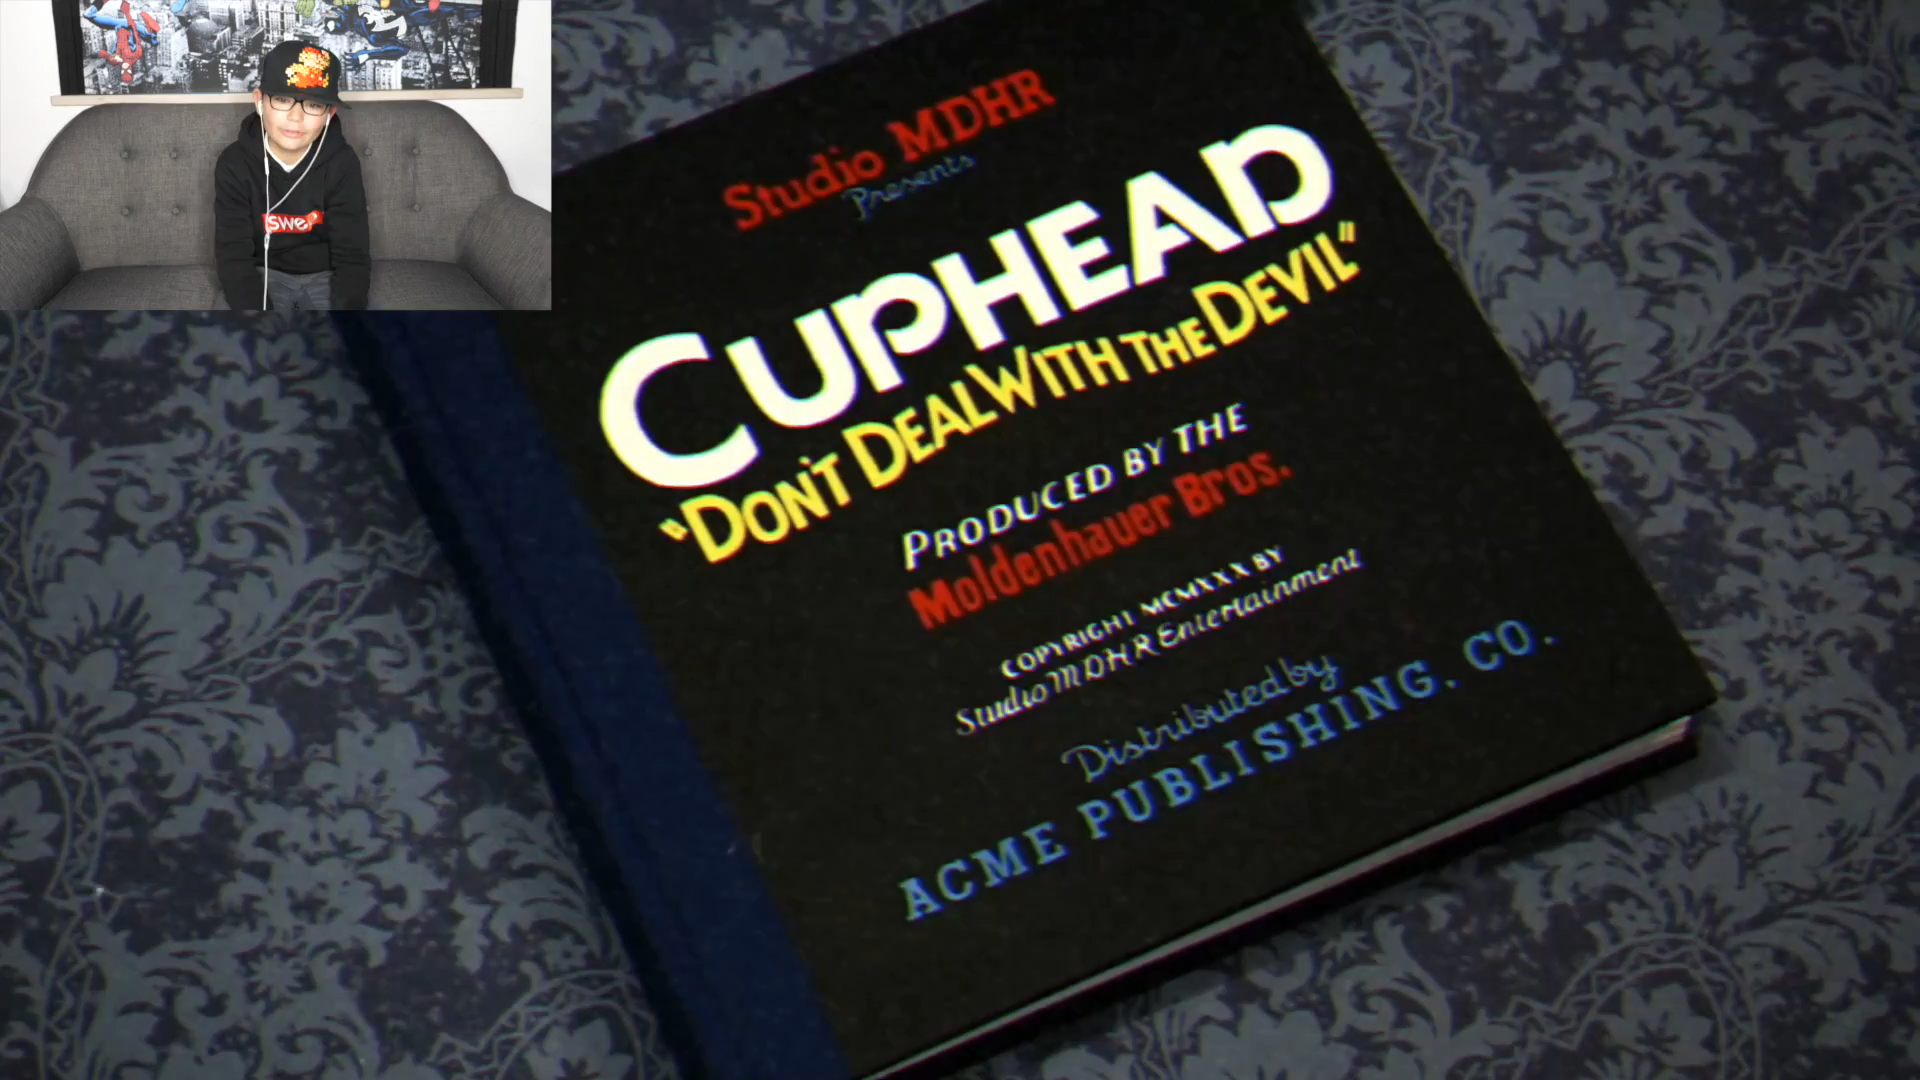 swe
Studio MDHR
Presents
CUPHEAD
"DON'T DEAL WITH THE DEVIL"
PRODUCED BY THE
Moldenhauer Bros.
COPYRIGHT MCMXXX BY
Studio MDHR Entertainment
Distributed by
ACME PUBLISHING. CO.